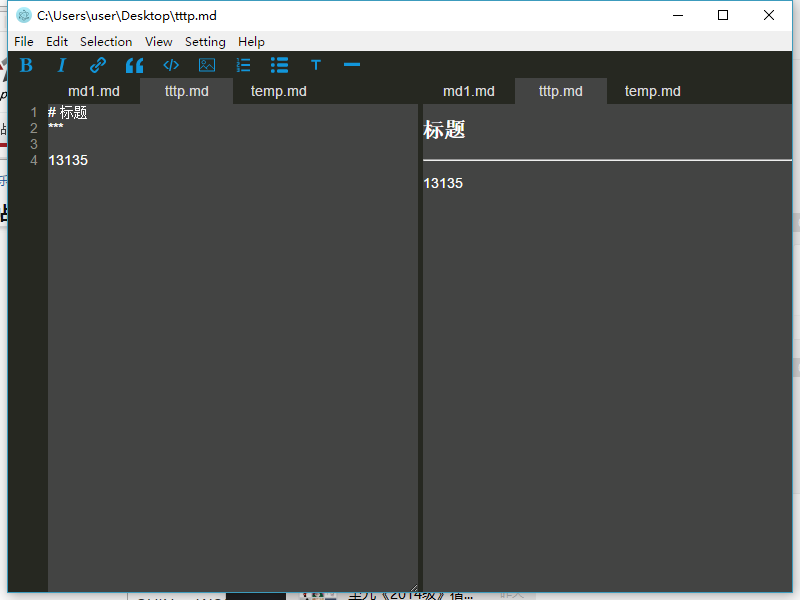 C:\Users\user\Desktop\tttp.md
File Edit Selection View Setting Help
B I T
md1.md tttp.md temp.md md1.md tttp.md temp.md
1 # 标题
2 ***
3
4 13135
标题
13135